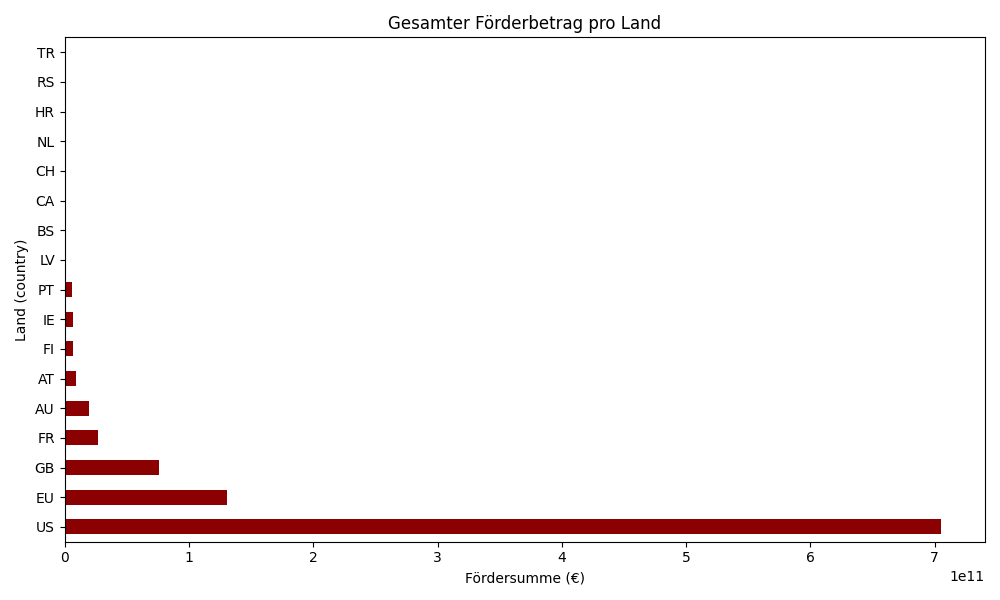 Gesamter Förderbetrag pro Land
TR
RS
HR
NL
CH
CA
BS
LV
PT
IE
FI
AT
AU
FR
GB
EU
US
Land (country)
0 1 2 3 4 5 6 7
1e11
Fördersumme (€)